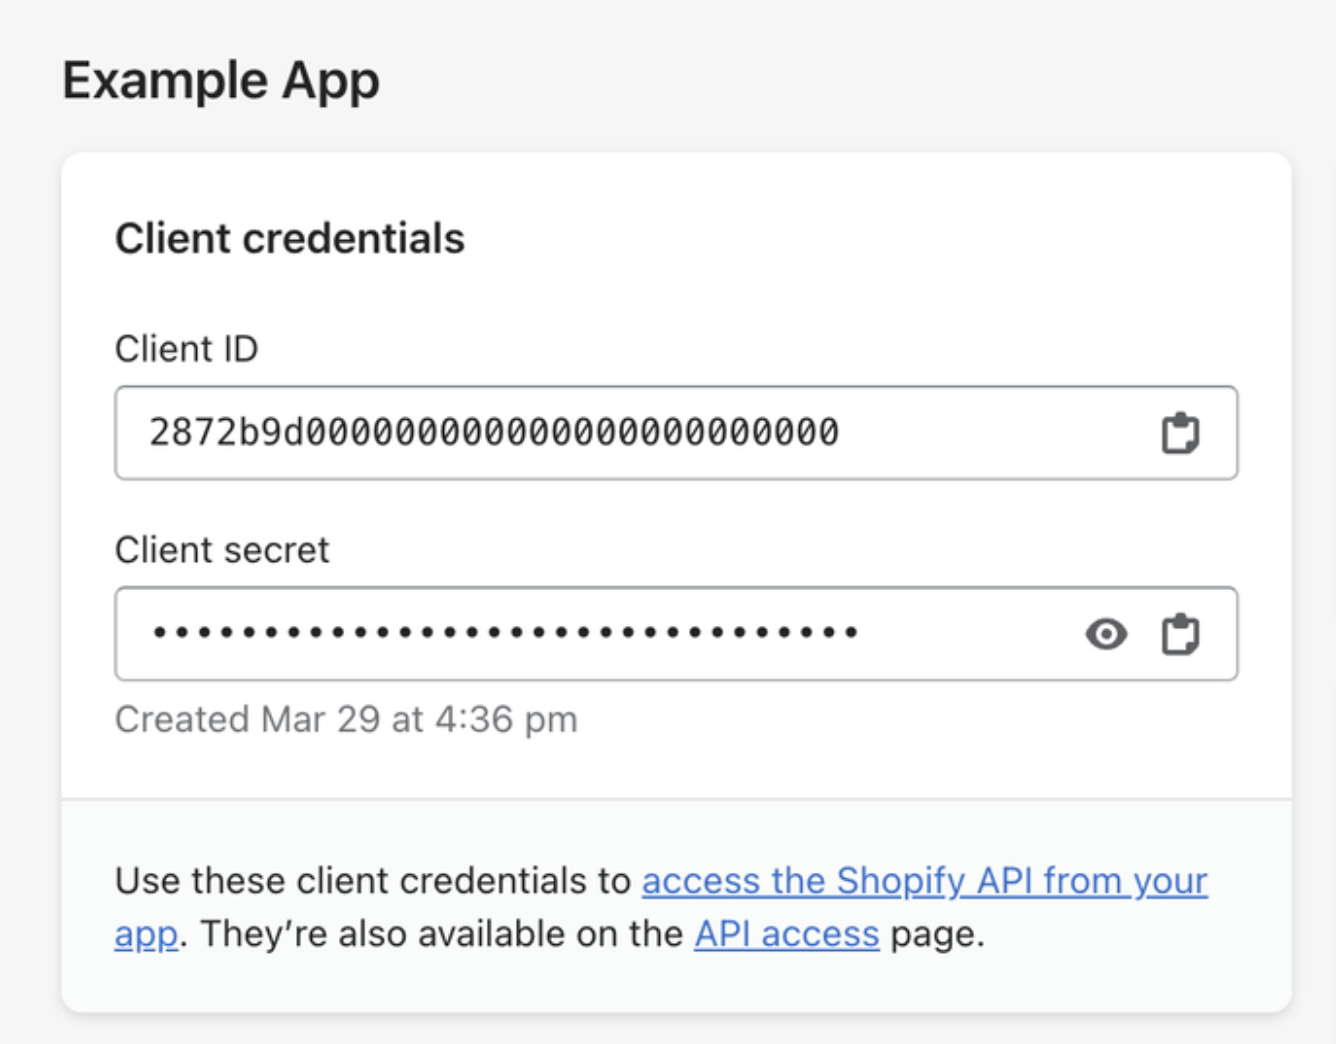 Example App
Client credentials
Client ID
2872b9d000000000000000000000000
Client secret
••••••••••••••••••••••••••••••••
Created Mar 29 at 4:36 pm
Use these client credentials to access the Shopify API from your
app. They’re also available on the API access page.